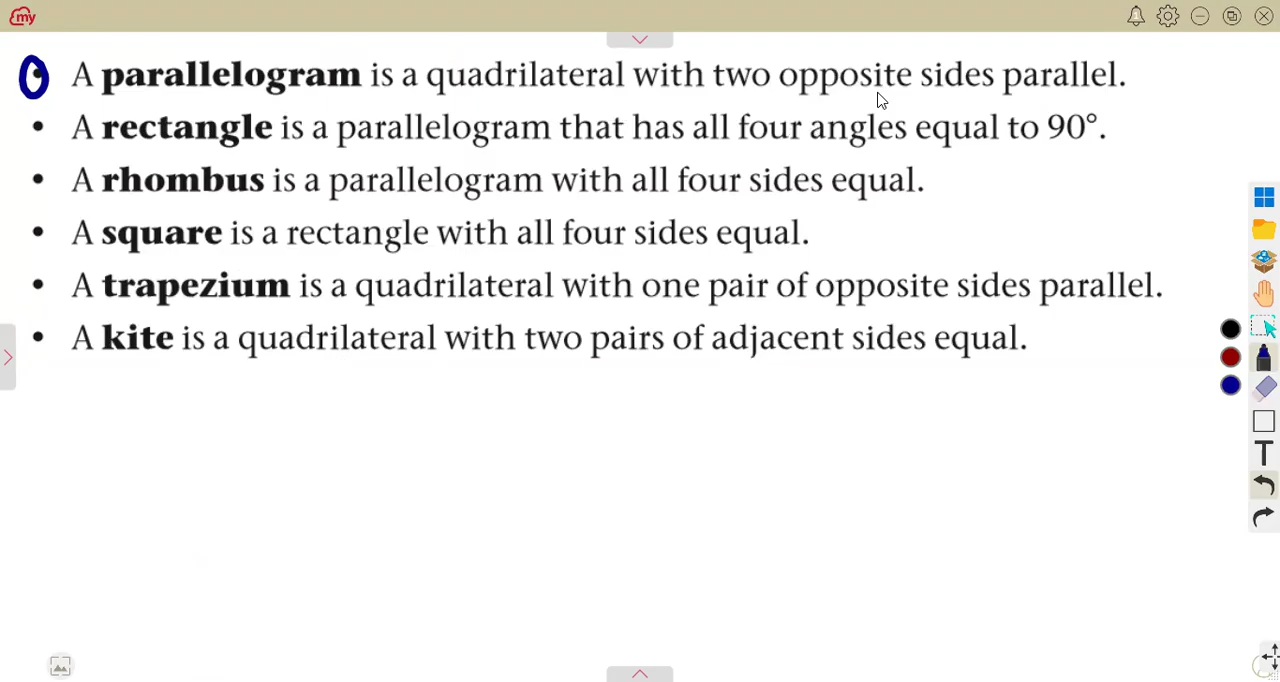 my
A parallelogram is a quadrilateral with two opposite sides parallel.
• A rectangle is a parallelogram that has all four angles equal to 90°.
• A rhombus is a parallelogram with all four sides equal.
• A square is a rectangle with all four sides equal.
• A trapezium is a quadrilateral with one pair of opposite sides parallel.
• A kite is a quadrilateral with two pairs of adjacent sides equal.
T